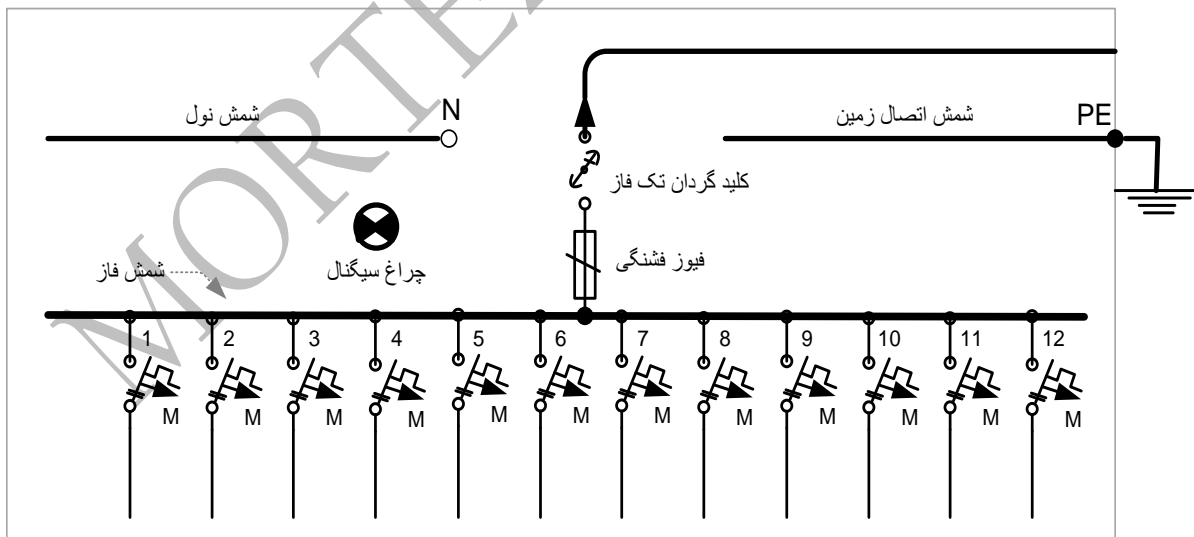 MORTEX
شمش نول
N
شمش اتصال زمین
PE
کلید گردان تک فاز
فیوز فشنگی
چراغ سیگنال
شمش فاز
1 2 3 4 5 6 7 8 9 10 11 12
M M M M M M M M M M M M